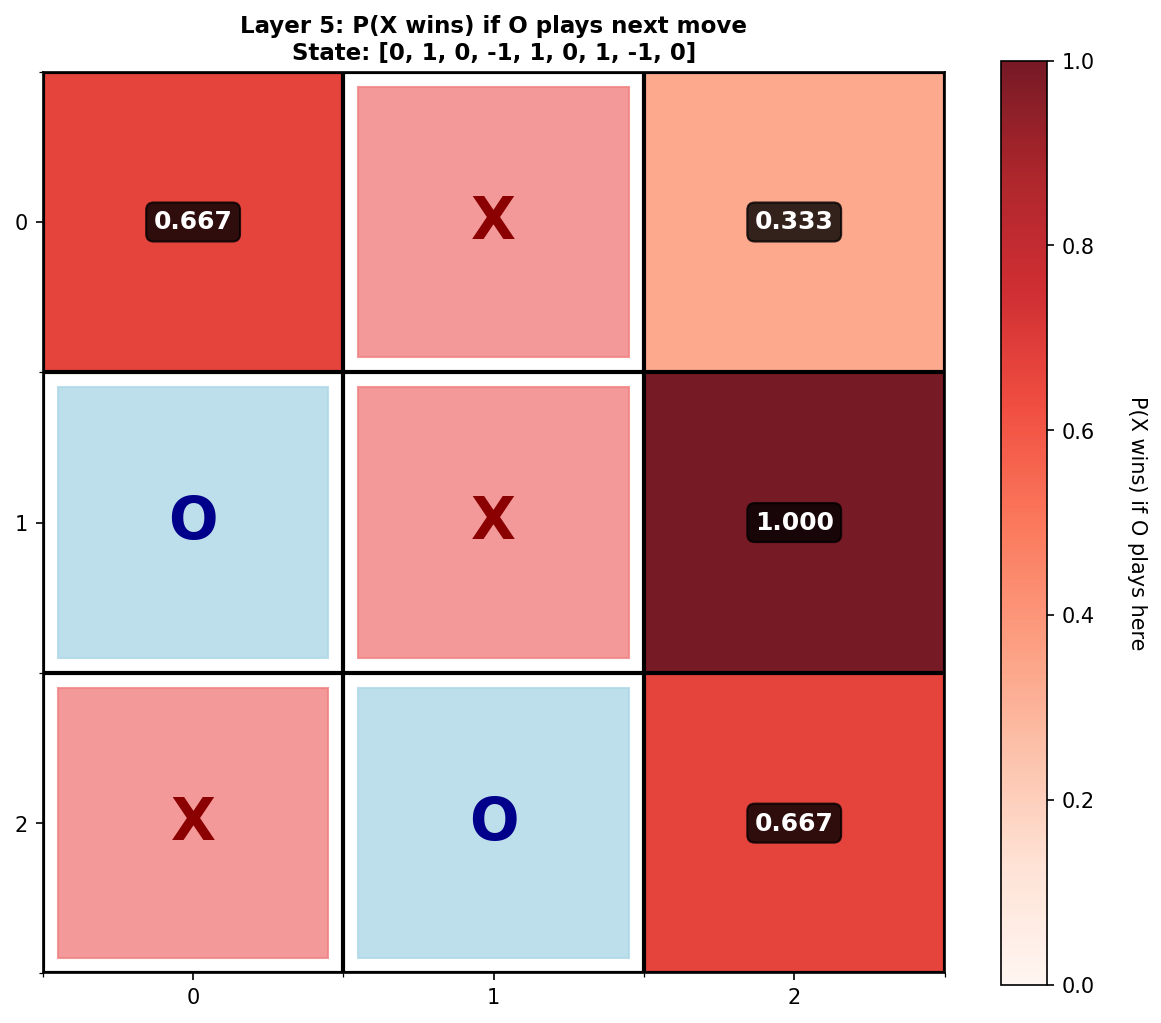 Layer 5: P(X wins) if O plays next move
State: [0, 1, 0, -1, 1, 0, 1, -1, 0]
0.667
X
0.333
O
X
1.000
X
O
0.667
0
1
2
0
1
2
1.0
0.8
0.6
0.4
0.2
0.0
P(X wins) if O plays here